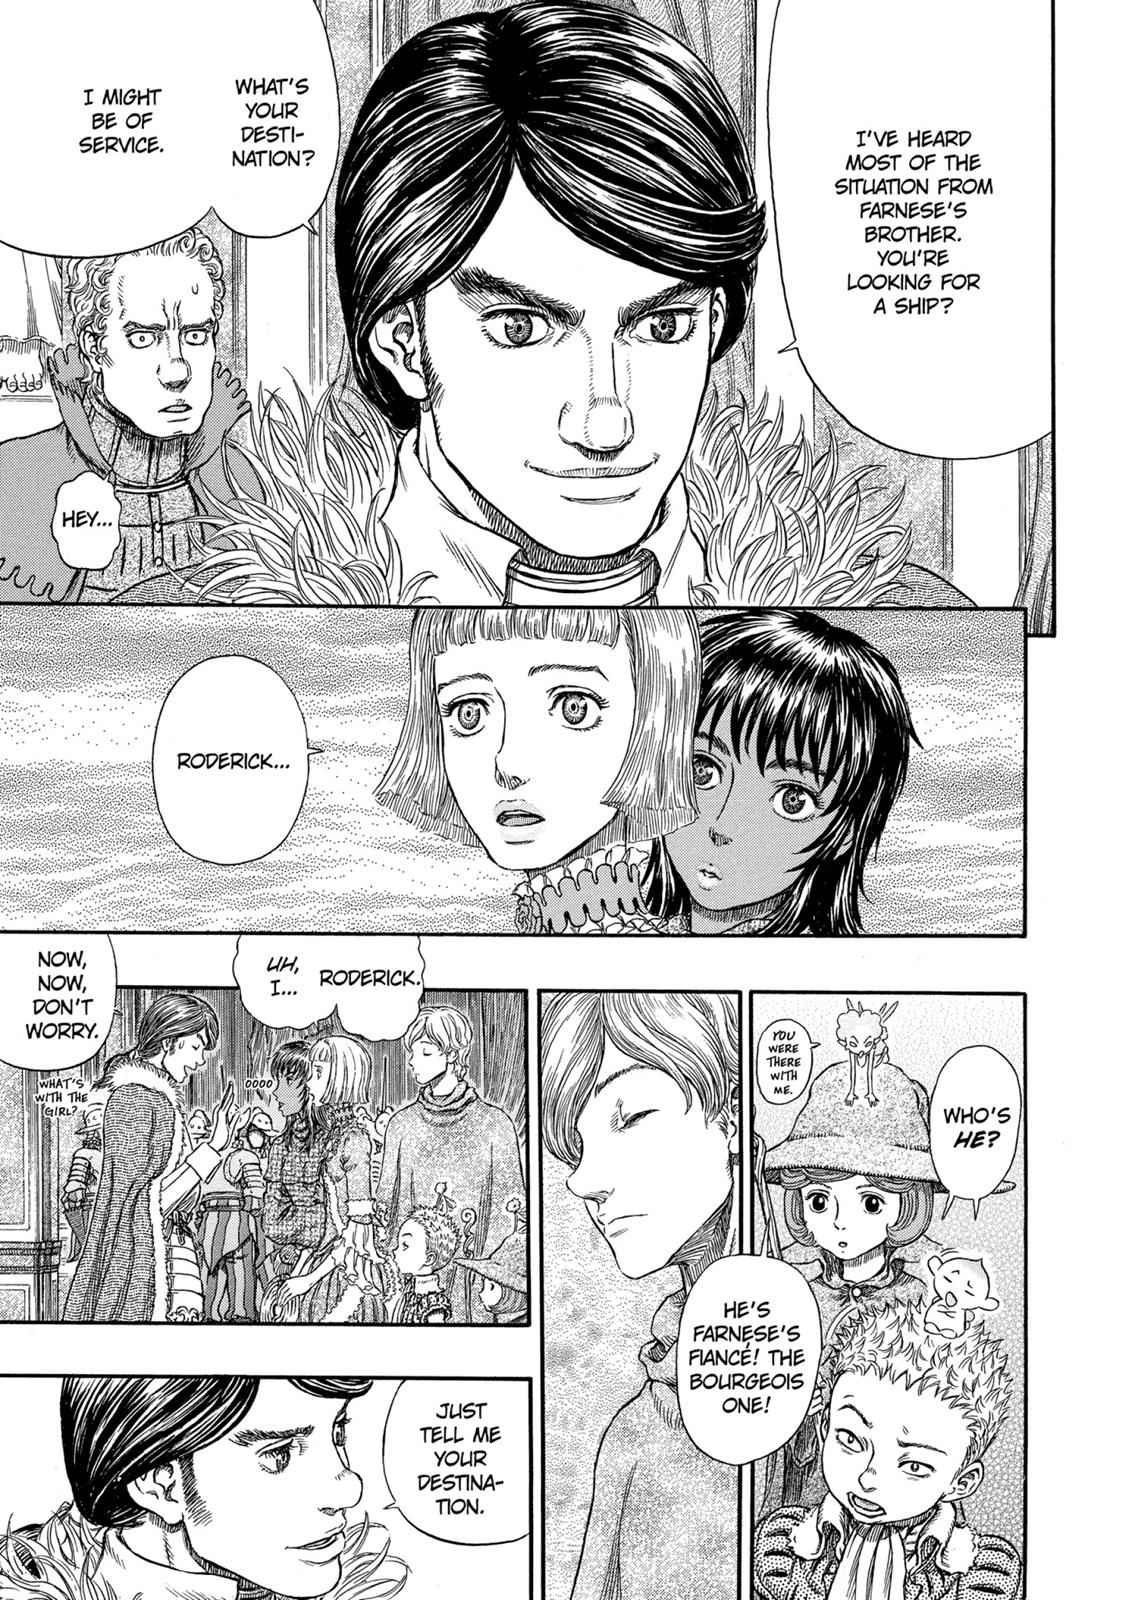 I'VE HEARD
MOST OF THE
SITUATION FROM
FARNESE'S
BROTHER.
YOU'RE
LOOKING FOR
A SHIP?
WHAT'S
YOUR
DESTI-
NATION?
I MIGHT
BE OF
SERVICE.
HEY...
RODERICK...
WHO'S
HE?
YOU
WERE
THERE
WITH
ME.
HE'S
FARNESE'S
FIANCÉ! THE
BOURGEOIS
ONE!
RODERICK.
UH,
I...
OOOO
NOW,
NOW,
DON'T
WORRY.
WHAT'S
WITH THE
GIRL?
JUST
TELL ME
YOUR
DESTINA-
TION.